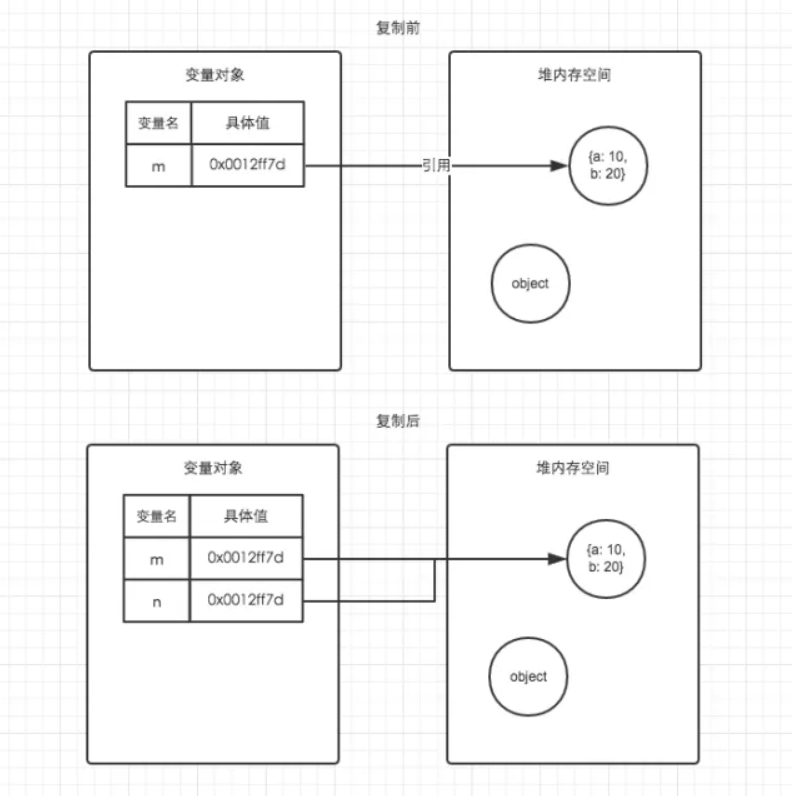 复制前
变量对象
堆内存空间
变量名
具体值
m
0x0012ff7d
引用
{a: 10,
b: 20}
object
复制后
变量对象
堆内存空间
变量名
具体值
m
0x0012ff7d
n
0x0012ff7d
{a: 10,
b: 20}
object